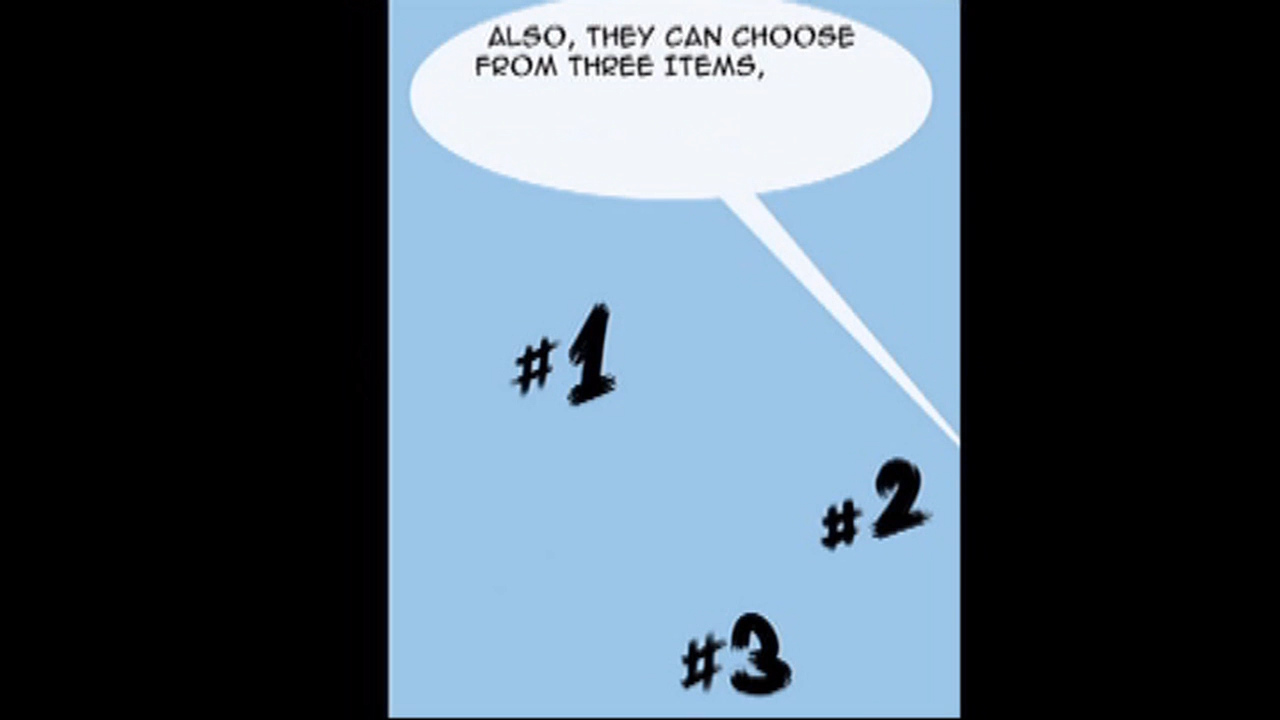 ALSO, THEY CAN CHOOSE
FROM THREE ITEMS,
#1
#2
#3